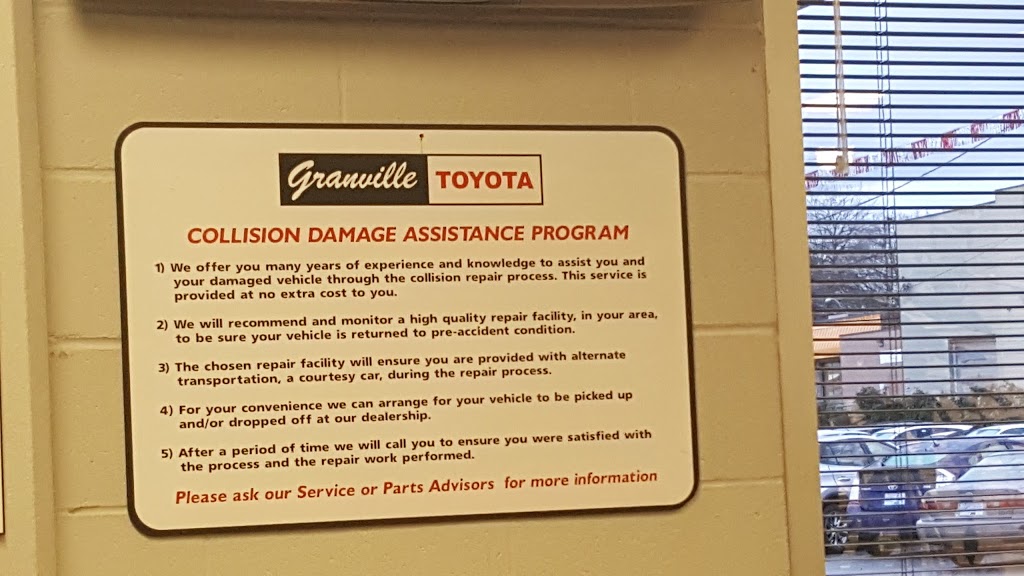 Granville TOYOTA
COLLISION DAMAGE ASSISTANCE PROGRAM
1) We offer you many years of experience and knowledge to assist you and
your damaged vehicle through the collision repair process. This service is
provided at no extra cost to you.
2) We will recommend and monitor a high quality repair facility, in your area,
to be sure your vehicle is returned to pre-accident condition.
3) The chosen repair facility will ensure you are provided with alternate
transportation, a courtesy car, during the repair process.
4) For your convenience we can arrange for your vehicle to be picked up
and/or dropped off at our dealership.
5) After a period of time we will call you to ensure you were satisfied with
the process and the repair work performed.
Please ask our Service or Parts Advisors for more information